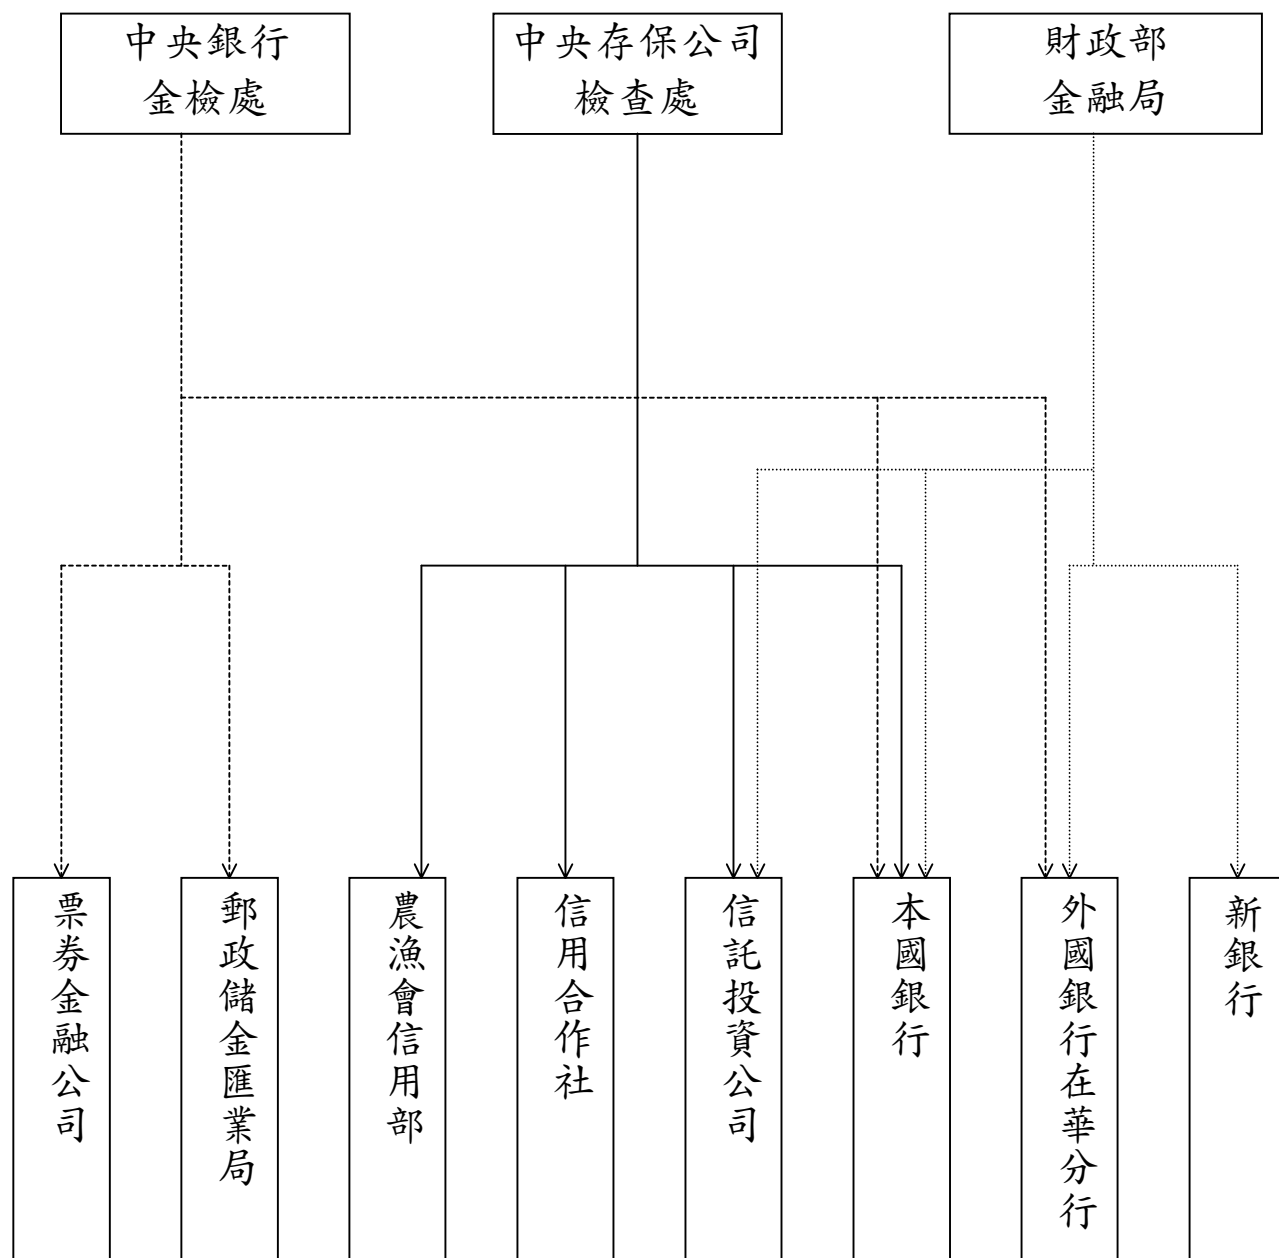 中央銀行
金檢處
中央存保公司
檢查處
財政部
金融局
票券金融公司
郵政儲金匯業局
農漁會信用部
信用合作社
信託投資公司
本國銀行
外國銀行在華分行
新銀行